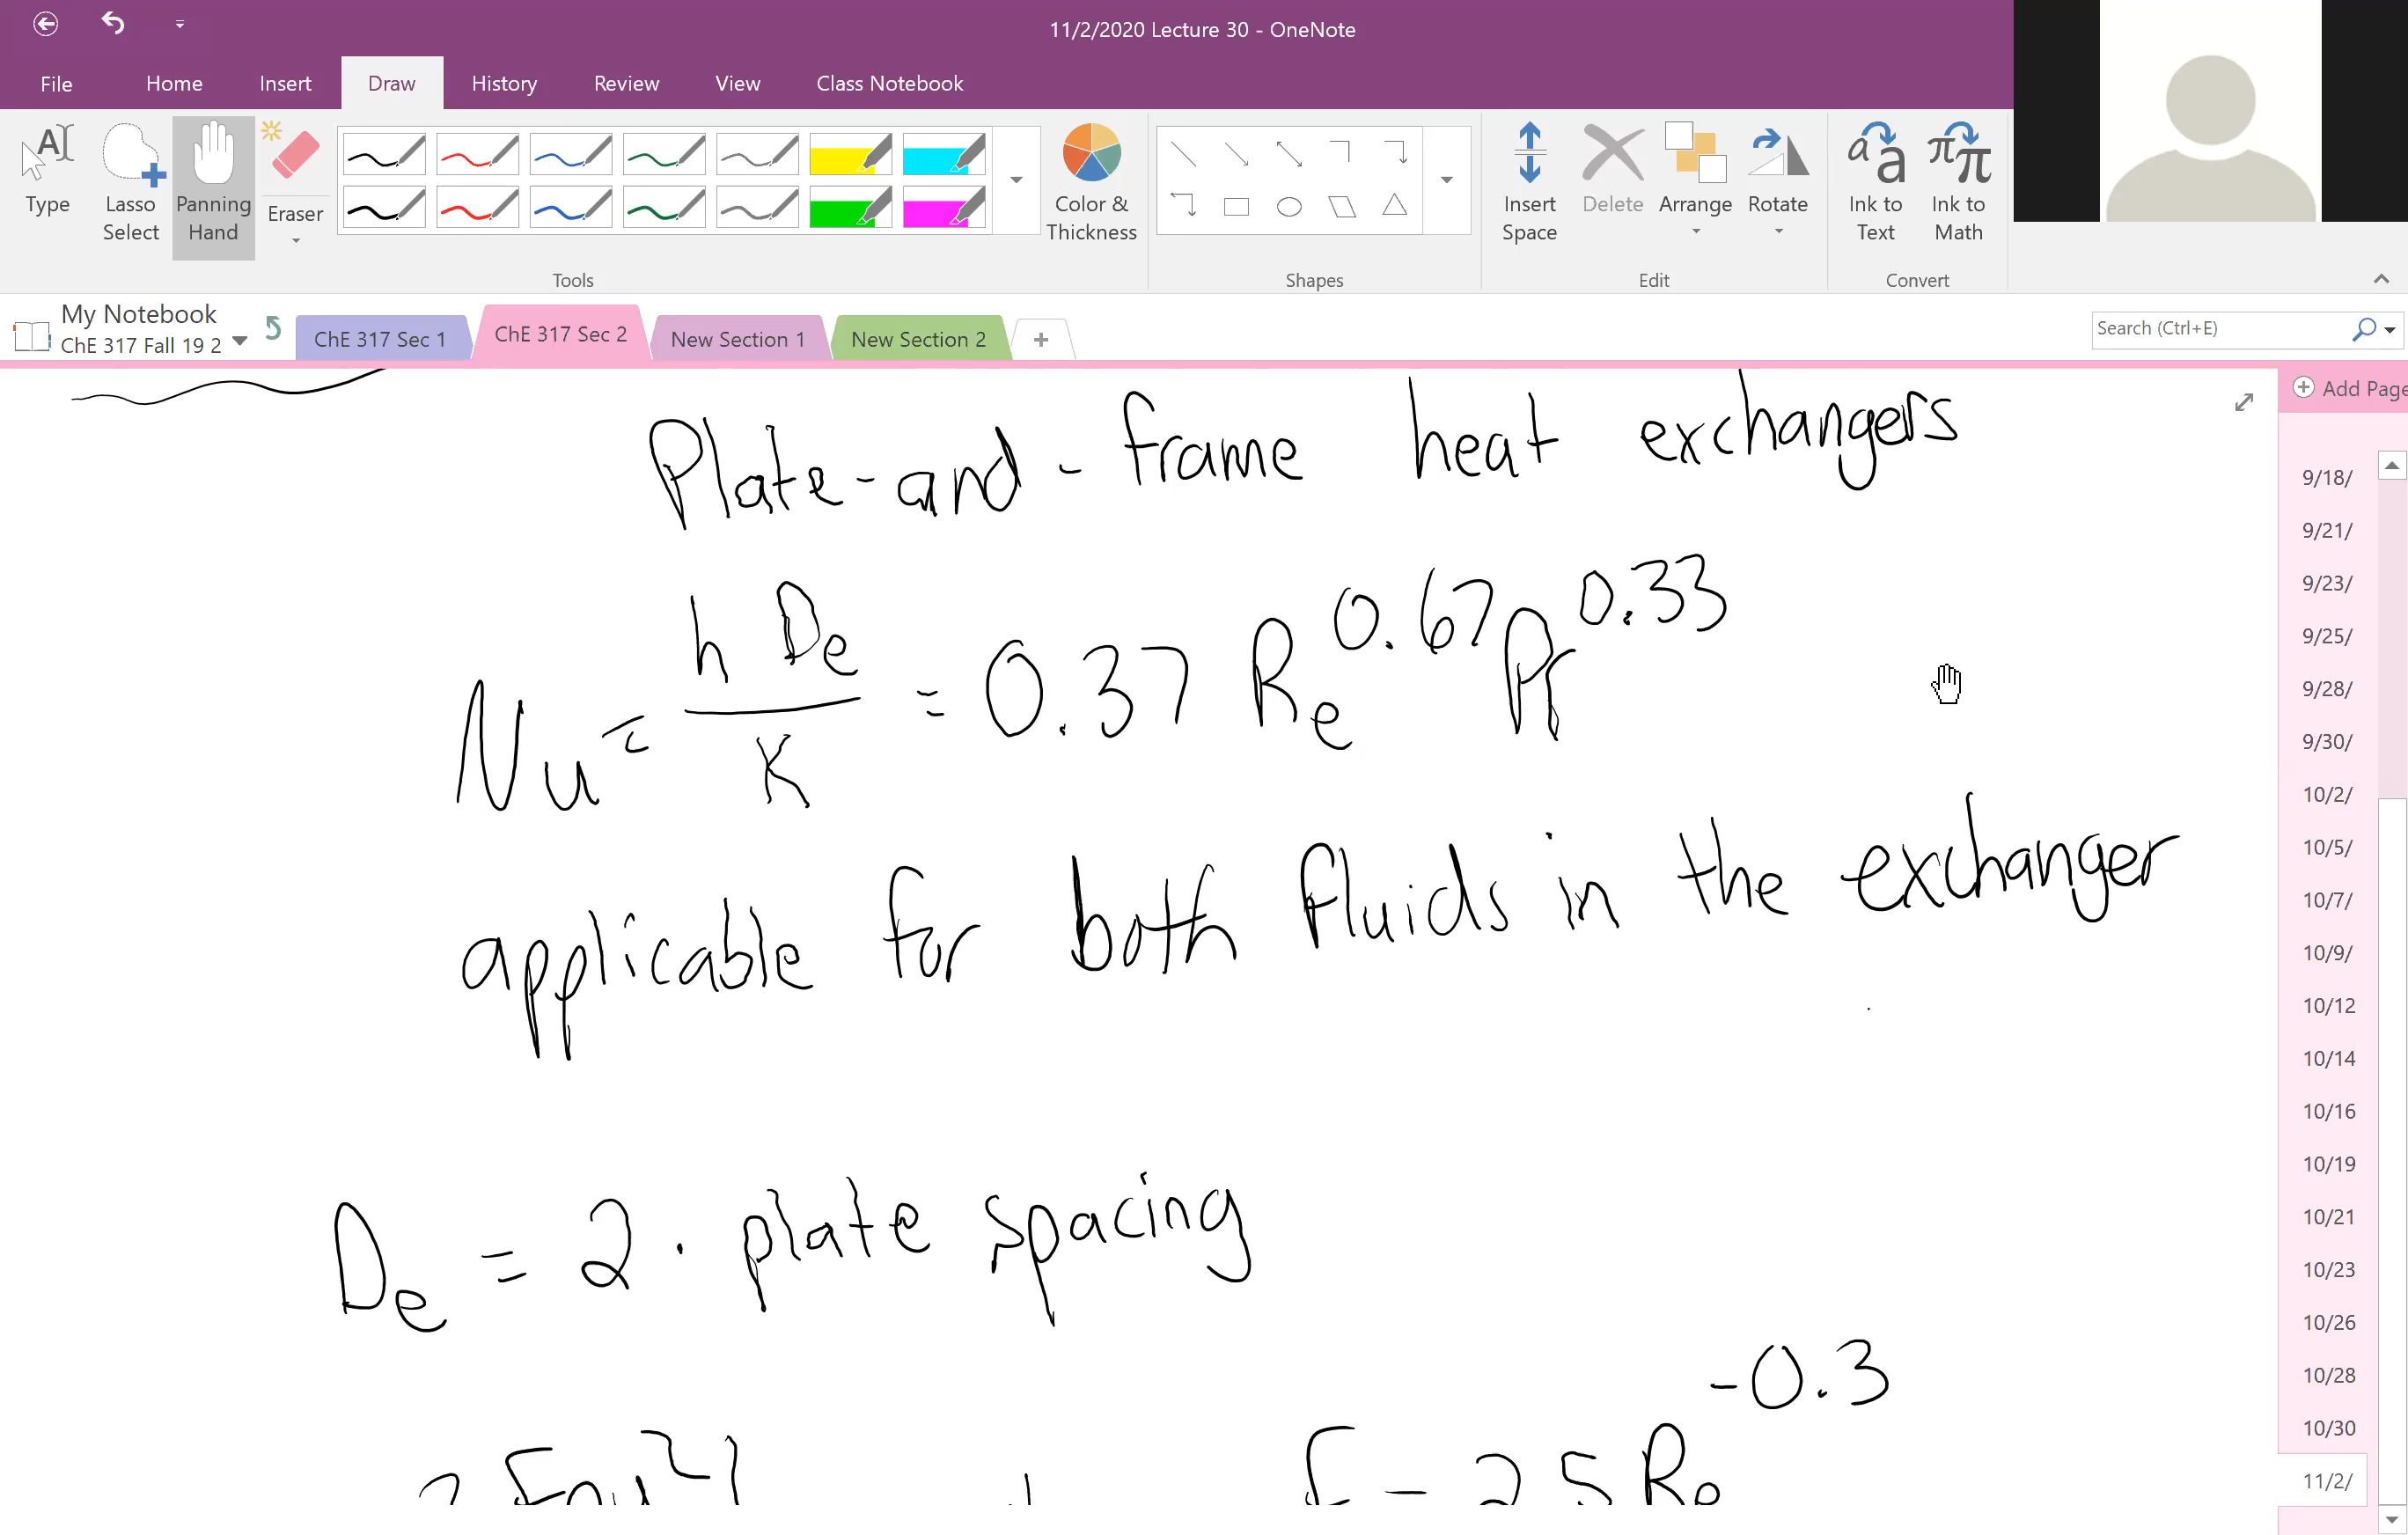 11/2/2020 Lecture 30 - OneNote
File Home Insert Draw History Review View Class Notebook
Type
Lasso Select
Panning Hand
Eraser
Color & Thickness
Insert Space
Delete
Arrange
Rotate
Ink to Text
Ink to Math
Tools Shapes Edit Convert
My Notebook
ChE 317 Fall 19 2
ChE 317 Sec 1 ChE 317 Sec 2 New Section 1 New Section 2 +
Search (Ctrl+E)
Add Page
Plate-and-frame heat exchangers
Nu = h De / K = 0.37 Re^0.67 Pr^0.33
applicable for both fluids in the exchanger
De = 2 · plate spacing
-0.3
9/18/
9/21/
9/23/
9/25/
9/28/
9/30/
10/2/
10/5/
10/7/
10/9/
10/12
10/14
10/16
10/19
10/21
10/23
10/26
10/28
10/30
11/2/